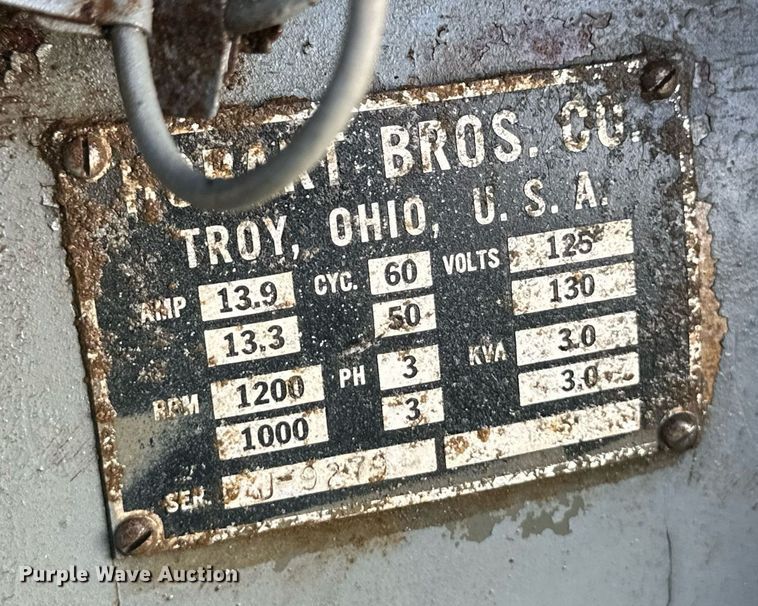 HOBART BROS. CO.
TROY, OHIO, U. S. A.
AMP 13.9 CYC. 60 VOLTS 125
13.3 50 130
RPM 1200 PH 3 KVA 3.0
1000 3 3.0
SER.
Purple Wave Auction